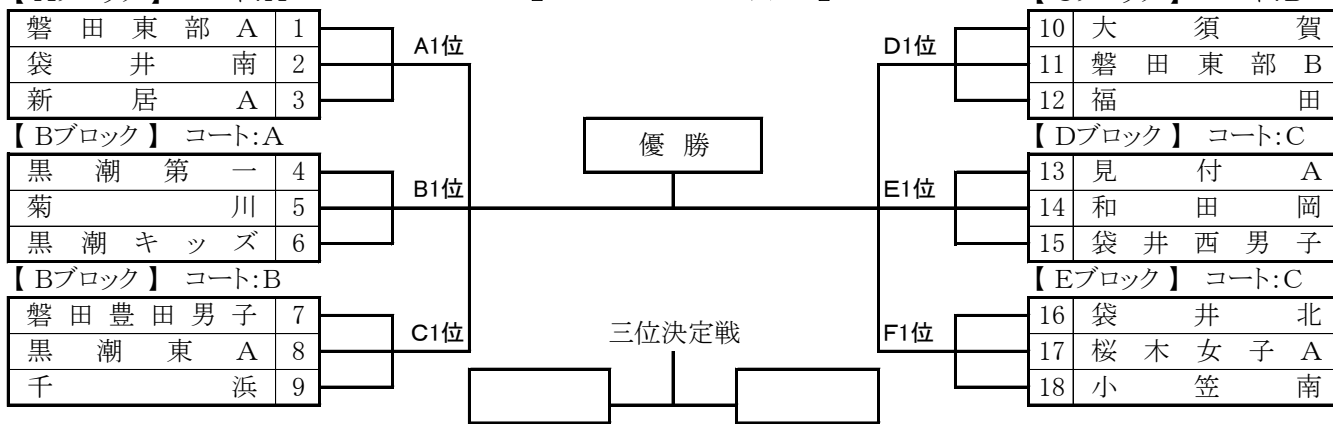 磐田東部A 1
袋井南 2
新居A 3
A1位
【 Bブロック 】 コート:A
黒潮第一 4
菊川 5
黒潮キッズ 6
B1位
【 Bブロック 】 コート:B
磐田豊田男子 7
黒潮東A 8
千浜 9
C1位
優勝
三位決定戦
D1位
10 大須賀
11 磐田東部B
12 福田
【 Dブロック 】 コート:C
E1位
13 見付A
14 和田岡
15 袋井西男子
【 Eブロック 】 コート:C
F1位
16 袋井北
17 桜木女子A
18 小笠南